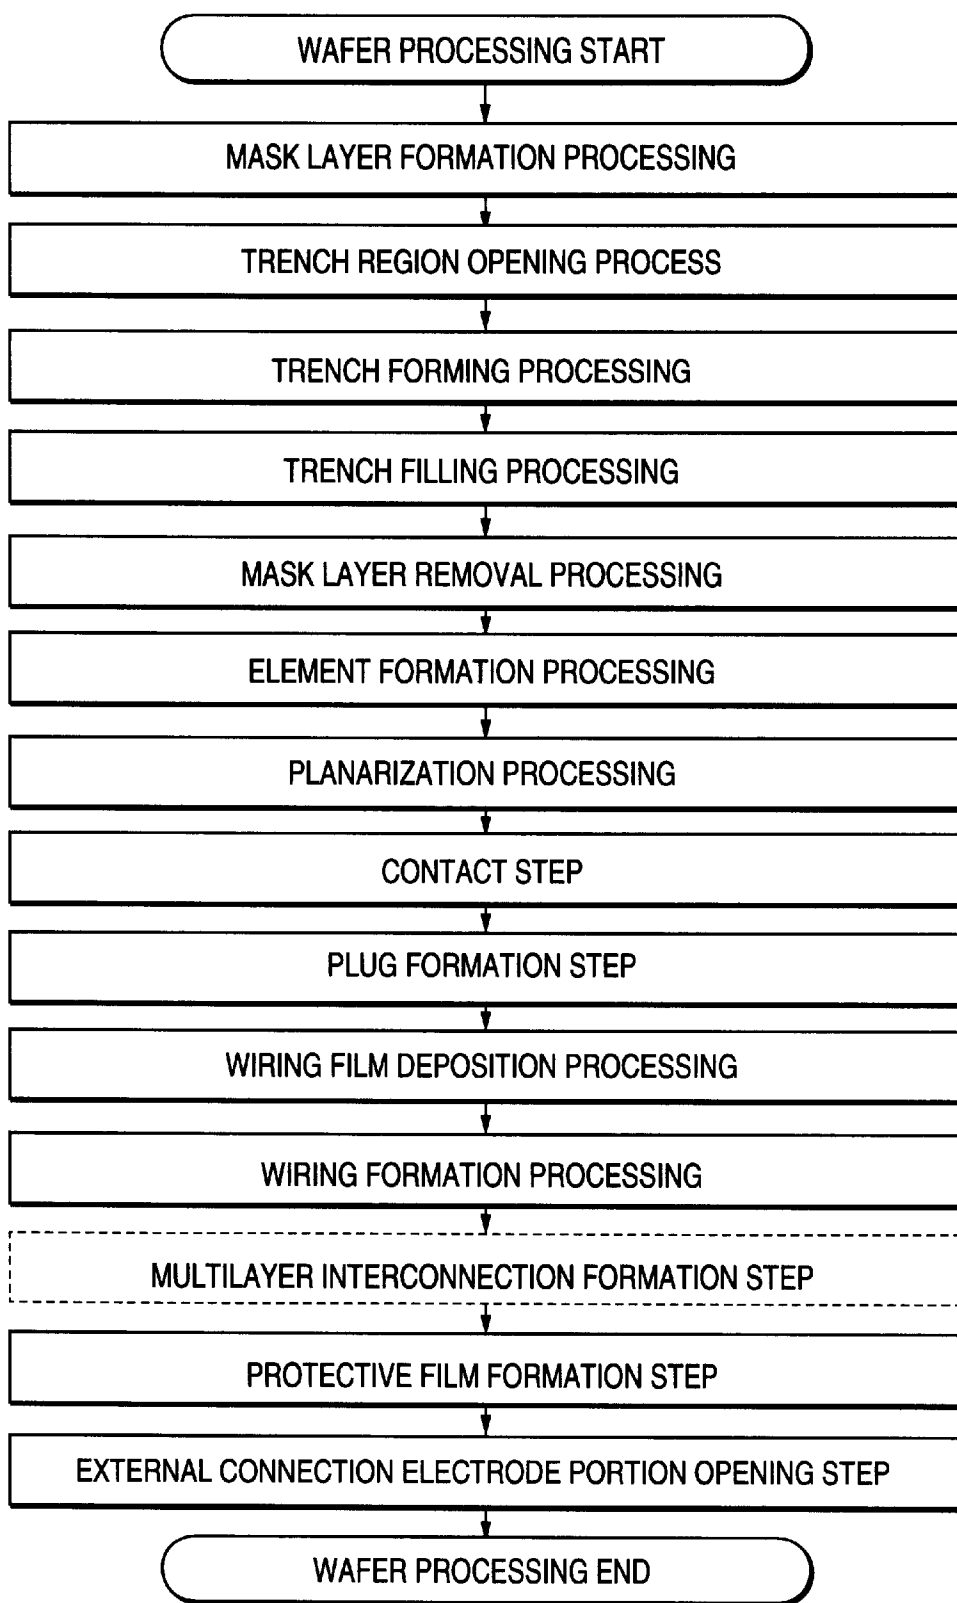 WAFER PROCESSING START
MASK LAYER FORMATION PROCESSING
TRENCH REGION OPENING PROCESS
TRENCH FORMING PROCESSING
TRENCH FILLING PROCESSING
MASK LAYER REMOVAL PROCESSING
ELEMENT FORMATION PROCESSING
PLANARIZATION PROCESSING
CONTACT STEP
PLUG FORMATION STEP
WIRING FILM DEPOSITION PROCESSING
WIRING FORMATION PROCESSING
MULTILAYER INTERCONNECTION FORMATION STEP
PROTECTIVE FILM FORMATION STEP
EXTERNAL CONNECTION ELECTRODE PORTION OPENING STEP
WAFER PROCESSING END